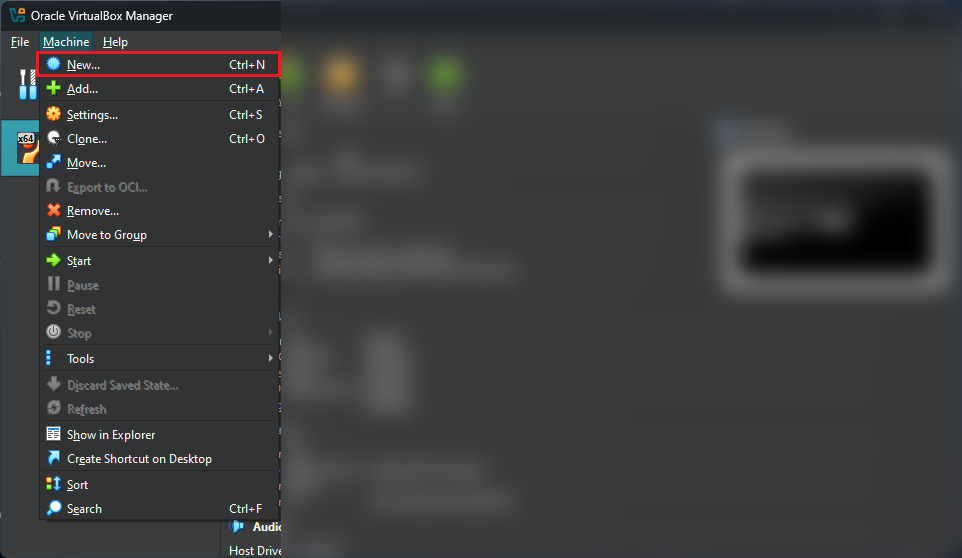 Oracle VirtualBox Manager
File Machine Help
New... Ctrl+N
Add... Ctrl+A
Settings... Ctrl+S
x64
Clone... Ctrl+O
Move...
Export to OCI...
Remove...
Move to Group
Start
Pause
Reset
Stop
Tools
Discard Saved State...
Refresh
Show in Explorer
Create Shortcut on Desktop
Sort
Search Ctrl+F
Audio
Host Drive